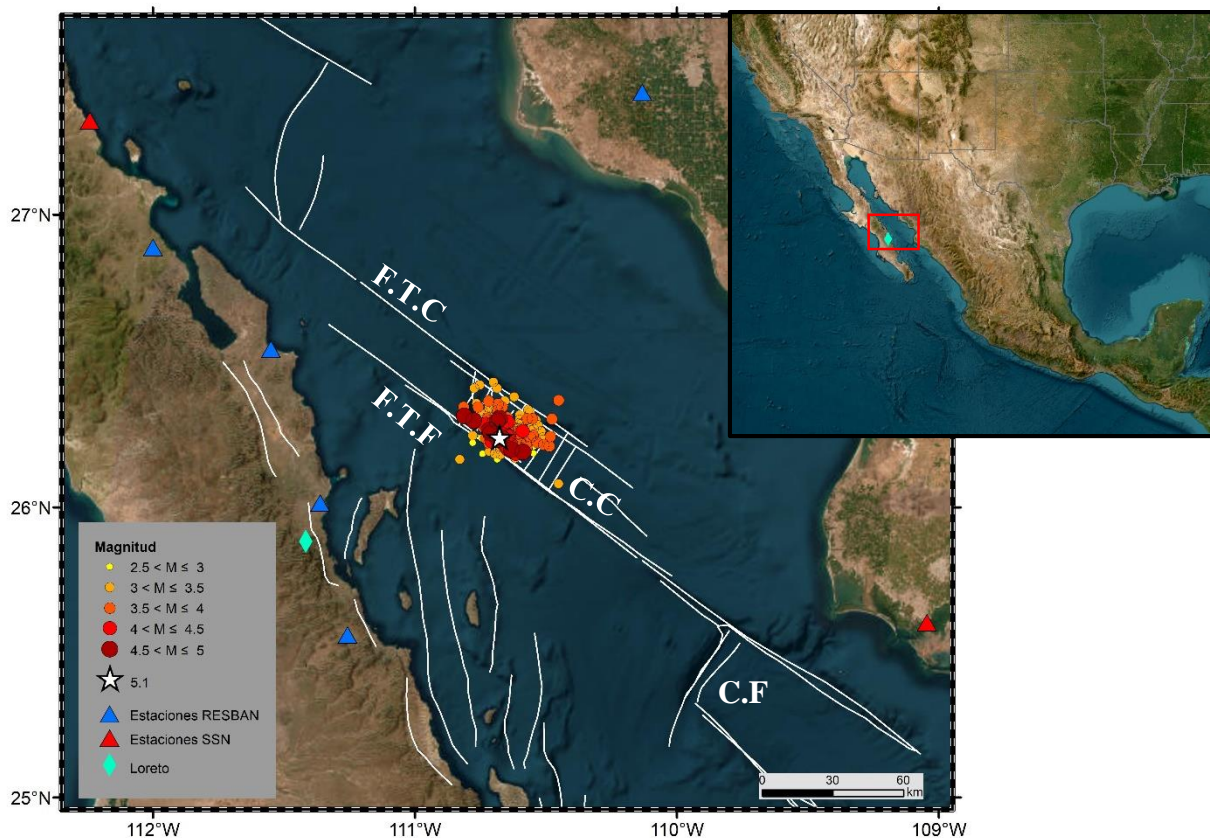 27°N
26°N
25°N
112°W
111°W
110°W
109°W
F.T.C
F.T.F
C.C
C.F
Magnitud
2.5 < M ≤ 3
3 < M ≤ 3.5
3.5 < M ≤ 4
4 < M ≤ 4.5
4.5 < M ≤ 5
5.1
Estaciones RESBAN
Estaciones SSN
Loreto
0 30 60
km